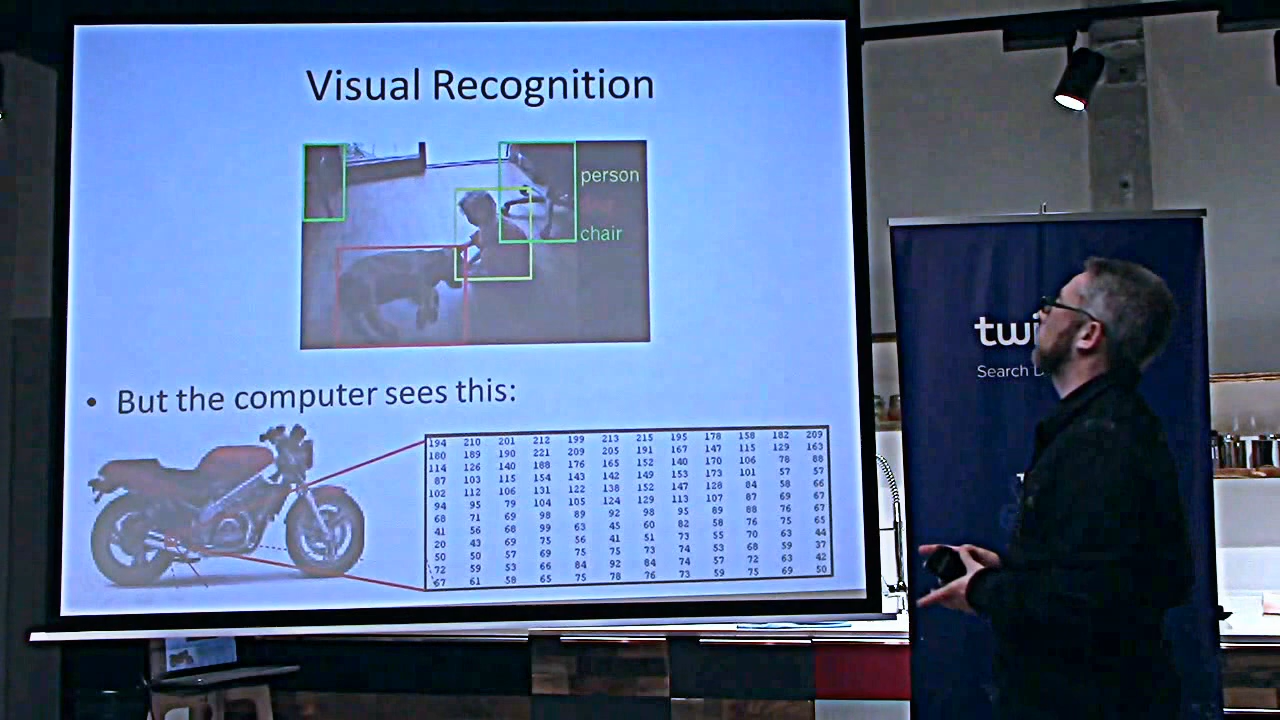 Visual Recognition
person
chair
• But the computer sees this:
194 210 201 212 199 213 215 195 178 158 182 209
180 189 190 221 209 205 191 167 147 115 129 163
114 126 140 188 176 165 152 140 170 106 78 88
87 103 115 154 143 142 149 153 173 101 57 57
102 112 106 131 122 138 152 147 128 84 58 66
94 95 79 104 105 124 129 113 107 87 69 67
68 71 69 98 89 92 98 95 89 88 76 67
41 56 68 99 63 45 60 82 58 76 75 65
20 43 69 75 56 41 51 73 55 70 63 44
50 50 57 69 75 75 73 74 53 68 59 37
72 59 53 66 84 92 84 74 57 72 63 42
67 61 58 65 75 78 76 73 59 75 69 50
Search